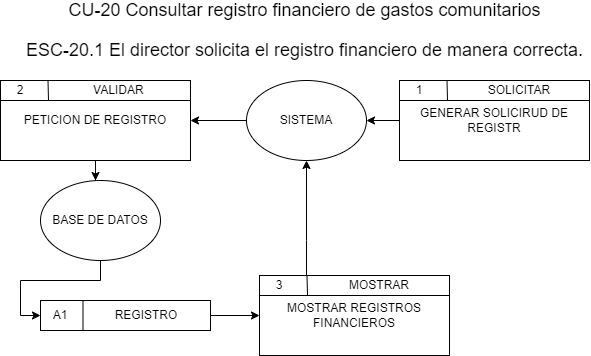 CU-20 Consultar registro financiero de gastos comunitarios
ESC-20.1 El director solicita el registro financiero de manera correcta.
2 VALIDAR
PETICION DE REGISTRO
SISTEMA
1 SOLICITAR
GENERAR SOLICIRUD DE
REGISTR
BASE DE DATOS
A1 REGISTRO
3 MOSTRAR
MOSTRAR REGISTROS
FINANCIEROS